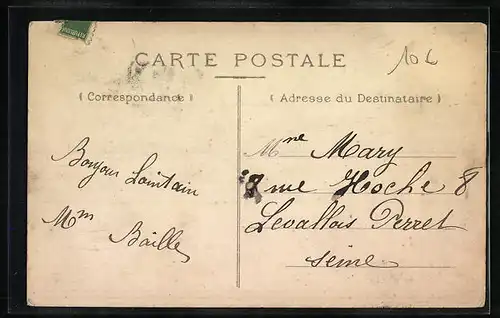 CARTE POSTALE
106
( Correspondance )
( Adresse du Destinataire )
Bonjour Lointain
Mm Baille
Mme Mary
8 rue Hoche 8
Levallois Perret
Seine